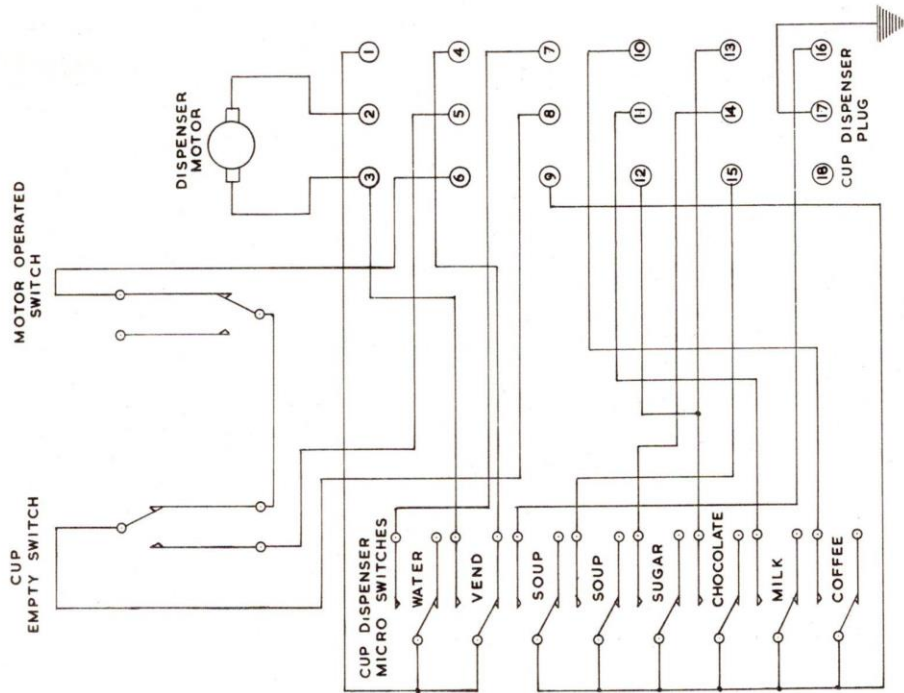 CUP
EMPTY SWITCH
MOTOR OPERATED
SWITCH
DISPENSER
MOTOR
CUP DISPENSER
MICRO SWITCHES
WATER
VEND
SOUP
SOUP
SUGAR
CHOCOLATE
MILK
COFFEE
1
2
3
4
5
6
7
8
9
10
11
12
13
14
15
16
17
18
CUP DISPENSER
PLUG